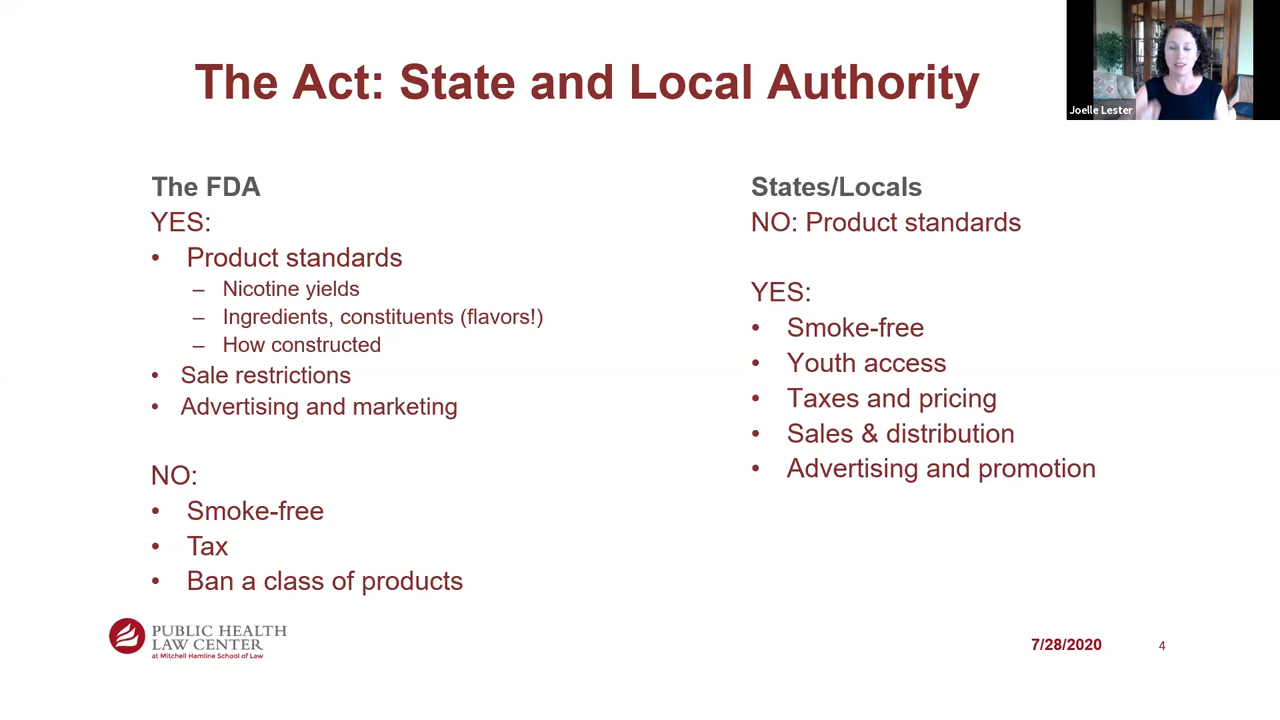 The Act: State and Local Authority
Joelle Lester
The FDA
YES:
• Product standards
– Nicotine yields
– Ingredients, constituents (flavors!)
– How constructed
• Sale restrictions
• Advertising and marketing
NO:
• Smoke-free
• Tax
• Ban a class of products
States/Locals
NO: Product standards
YES:
• Smoke-free
• Youth access
• Taxes and pricing
• Sales & distribution
• Advertising and promotion
PUBLIC HEALTH
LAW CENTER
at Mitchell Hamline School of Law
7/28/2020
4